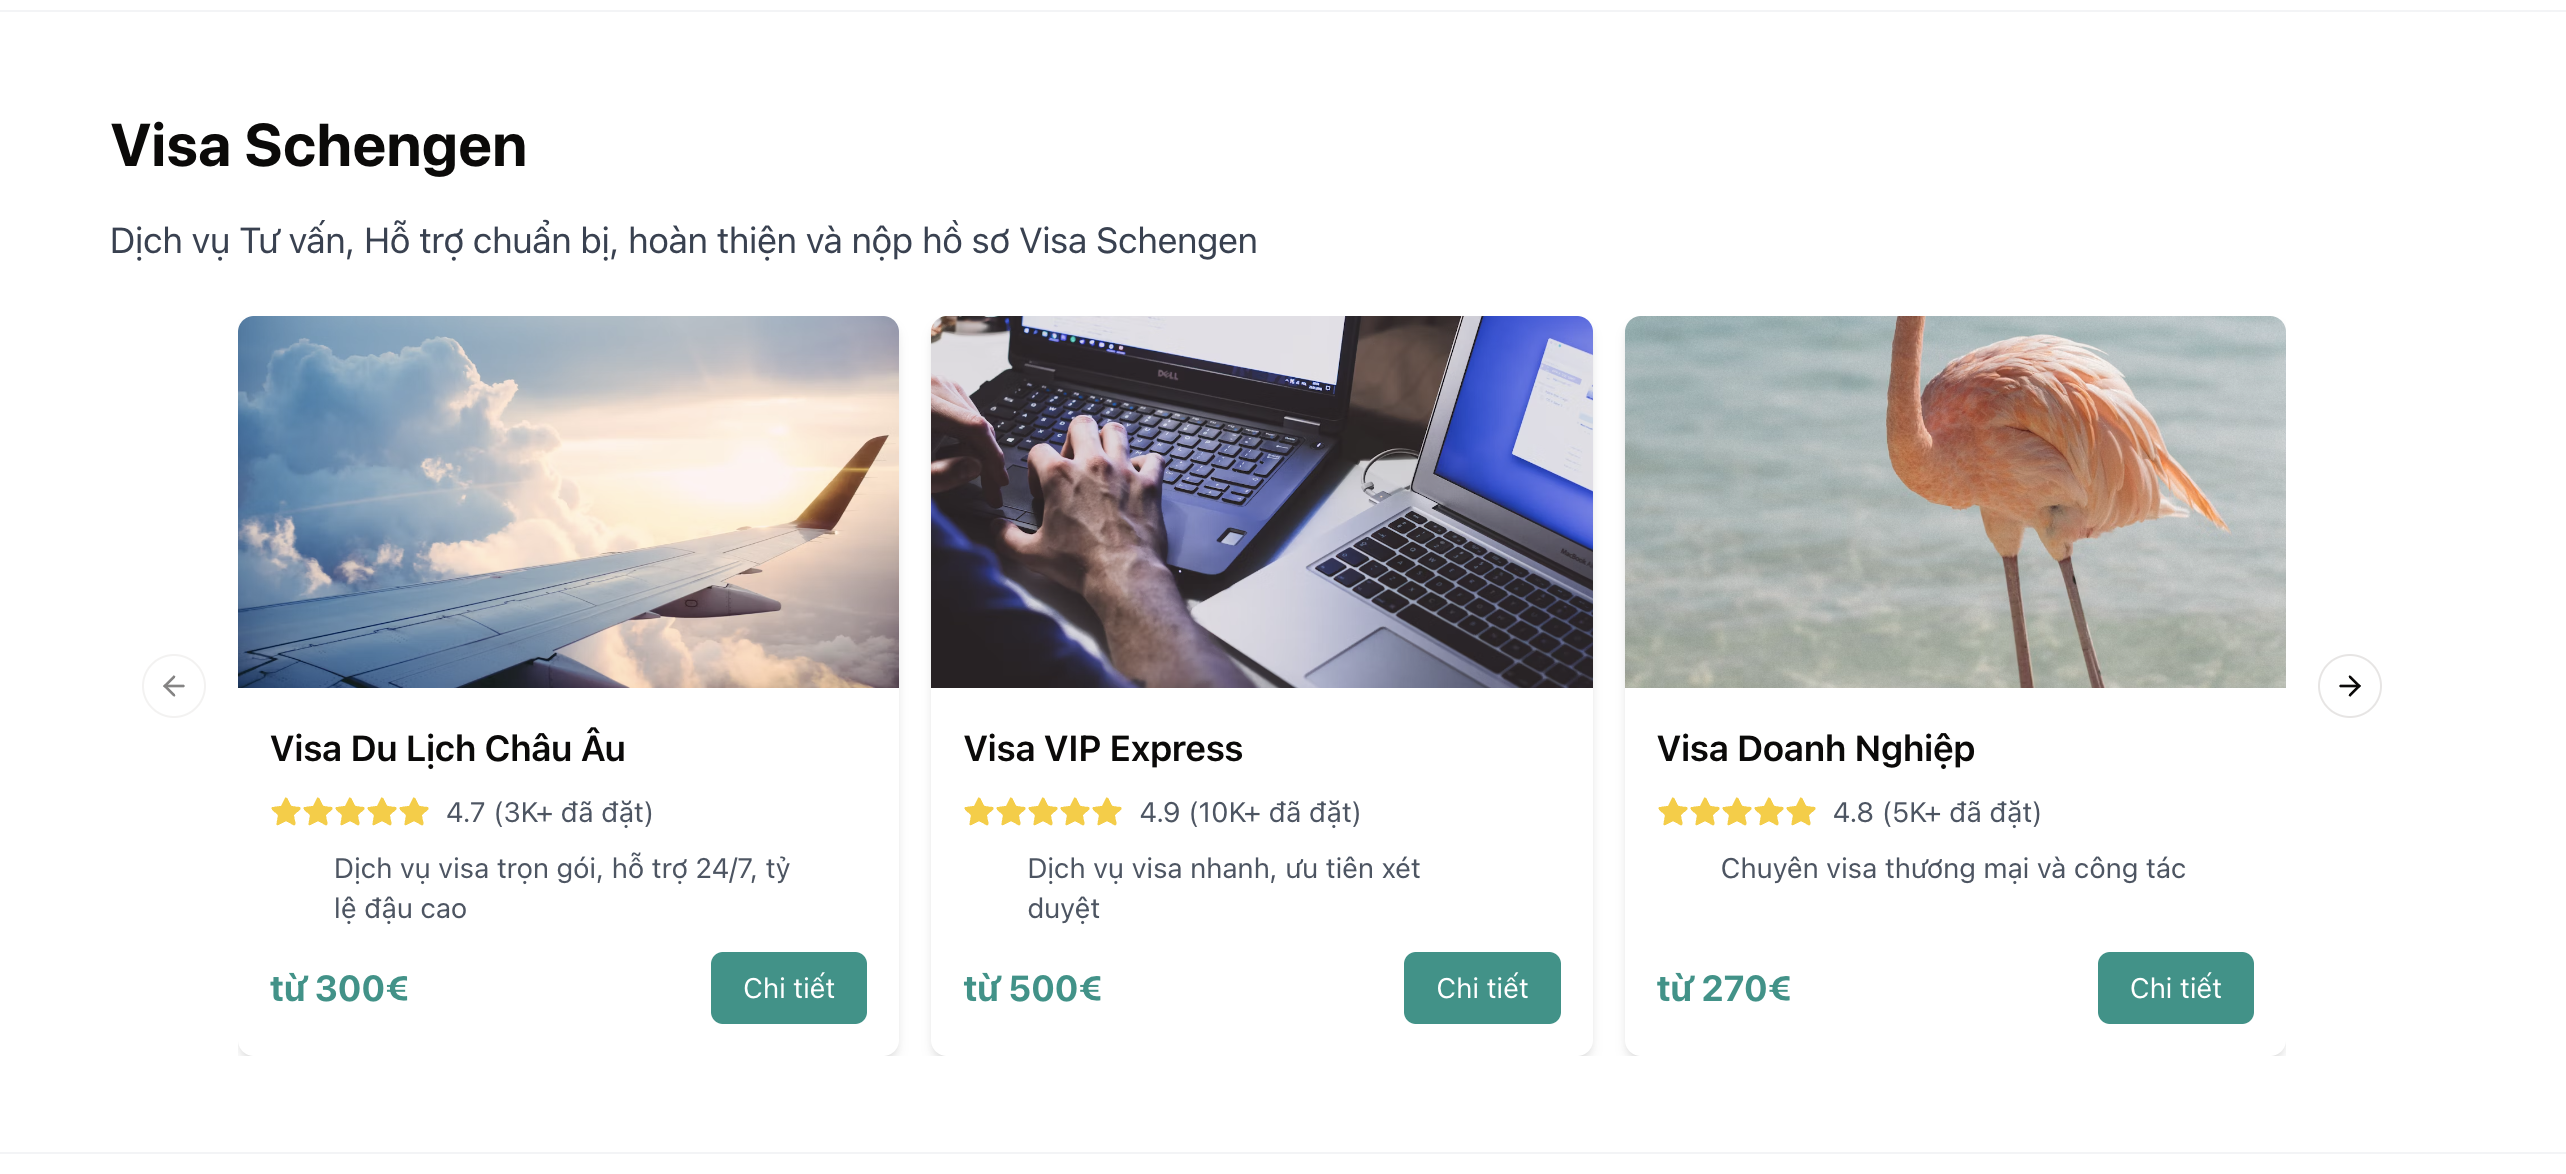 Visa Schengen
Dịch vụ Tư vấn, Hỗ trợ chuẩn bị, hoàn thiện và nộp hồ sơ Visa Schengen
DELL
Visa Du Lịch Châu Âu
4.7 (3K+ đã đặt)
Dịch vụ visa trọn gói, hỗ trợ 24/7, tỷ
lệ đậu cao
từ 300€
Chi tiết
Visa VIP Express
4.9 (10K+ đã đặt)
Dịch vụ visa nhanh, ưu tiên xét
duyệt
từ 500€
Chi tiết
Visa Doanh Nghiệp
4.8 (5K+ đã đặt)
Chuyên visa thương mại và công tác
từ 270€
Chi tiết